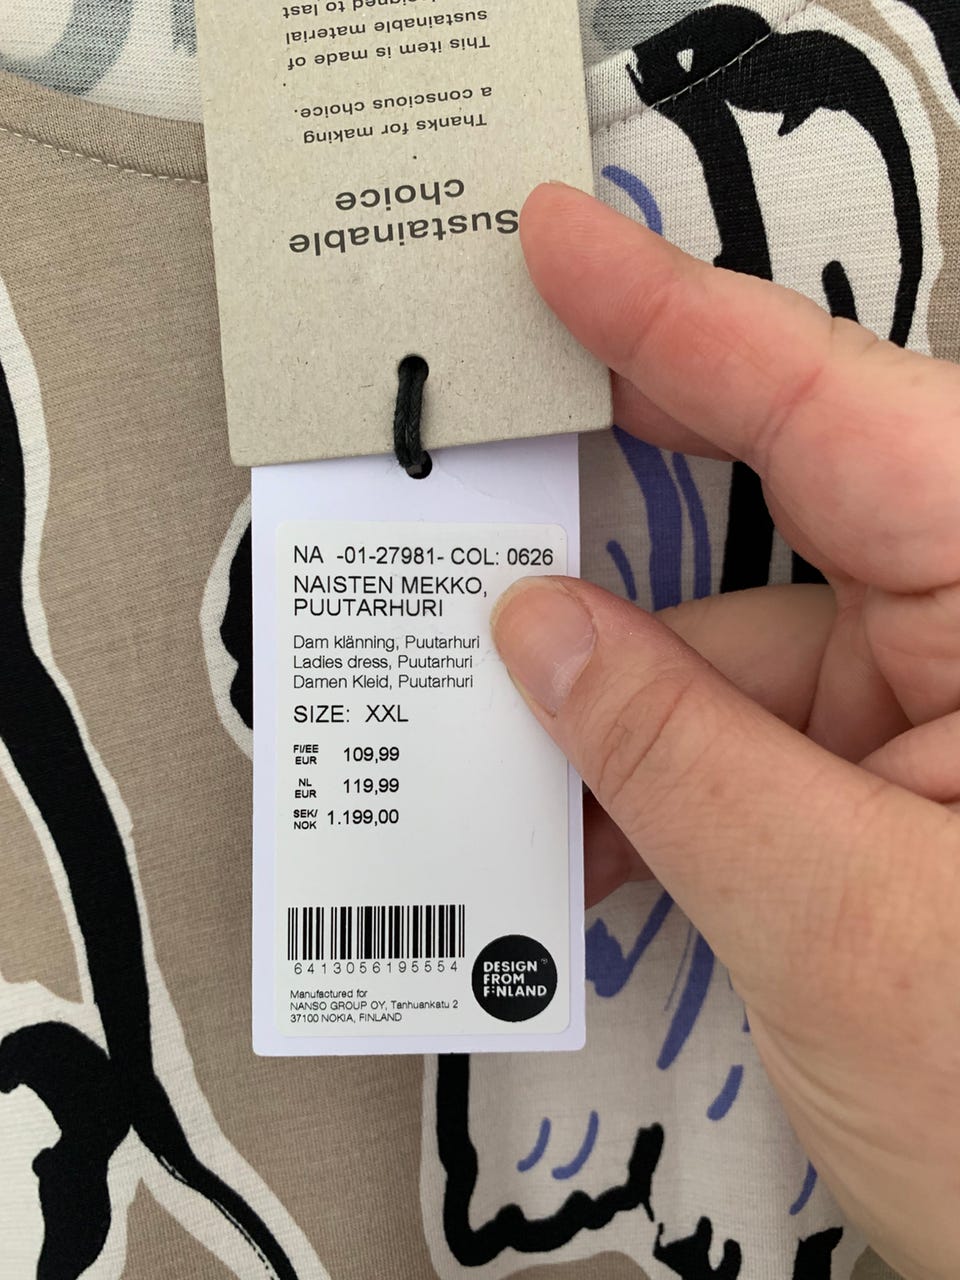 Sustainable
choice
Thanks for making
a conscious choice.
This item is made of
sustainable material
to last
NA -01-27981- COL: 0626
NAISTEN MEKKO,
PUUTARHURI
Dam klänning, Puutarhuri
Ladies dress, Puutarhuri
Damen Kleid, Puutarhuri
SIZE: XXL
FI/EE
EUR 109,99
NL
EUR 119,99
SEK/
NOK 1.199,00
6413056195554
DESIGN
FROM
FINLAND
Manufactured for
NANSO GROUP OY, Tanhuankatu 2
37100 NOKIA, FINLAND